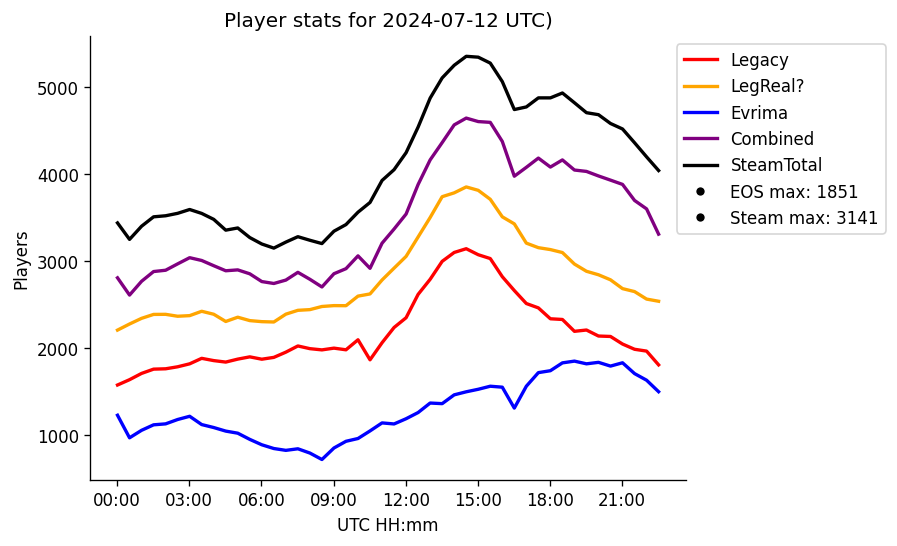 Player stats for 2024-07-12 UTC)
Players
5000
4000
3000
2000
1000
00:00 03:00 06:00 09:00 12:00 15:00 18:00 21:00
UTC HH:mm
Legacy
LegReal?
Evrima
Combined
SteamTotal
EOS max: 1851
Steam max: 3141